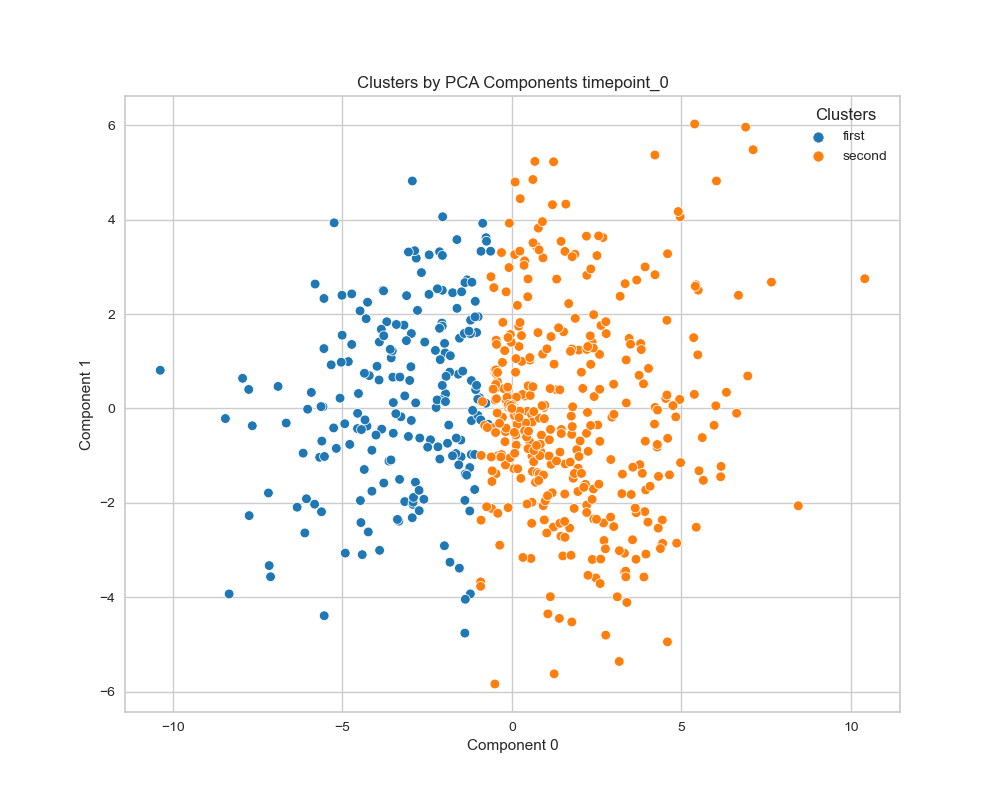 Clusters by PCA Components timepoint_0
Clusters
first
second
6
4
2
0
−2
−4
−6
Component 1
−10
−5
0
5
10
Component 0